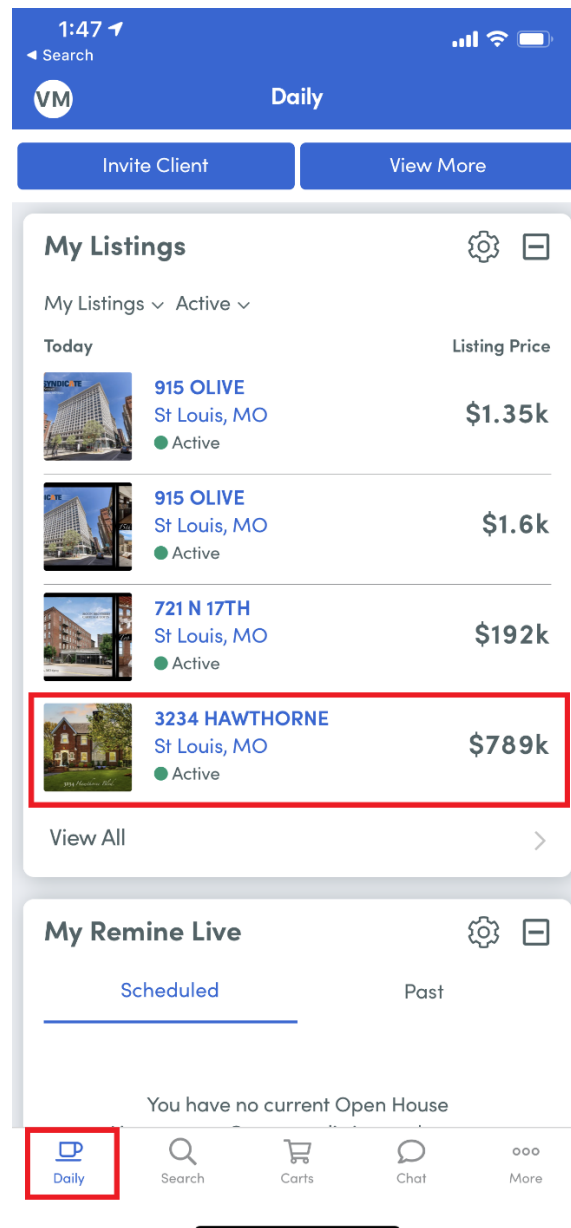 1:47
Search
VM
Daily
Invite Client
View More
My Listings
My Listings Active
Today Listing Price
915 OLIVE
St Louis, MO
Active
$1.35k
915 OLIVE
St Louis, MO
Active
$1.6k
721 N 17TH
St Louis, MO
Active
$192k
3234 HAWTHORNE
St Louis, MO
Active
$789k
3234 Hawthorne Blvd.
View All
My Remine Live
Scheduled Past
You have no current Open House
Daily Search Carts Chat More